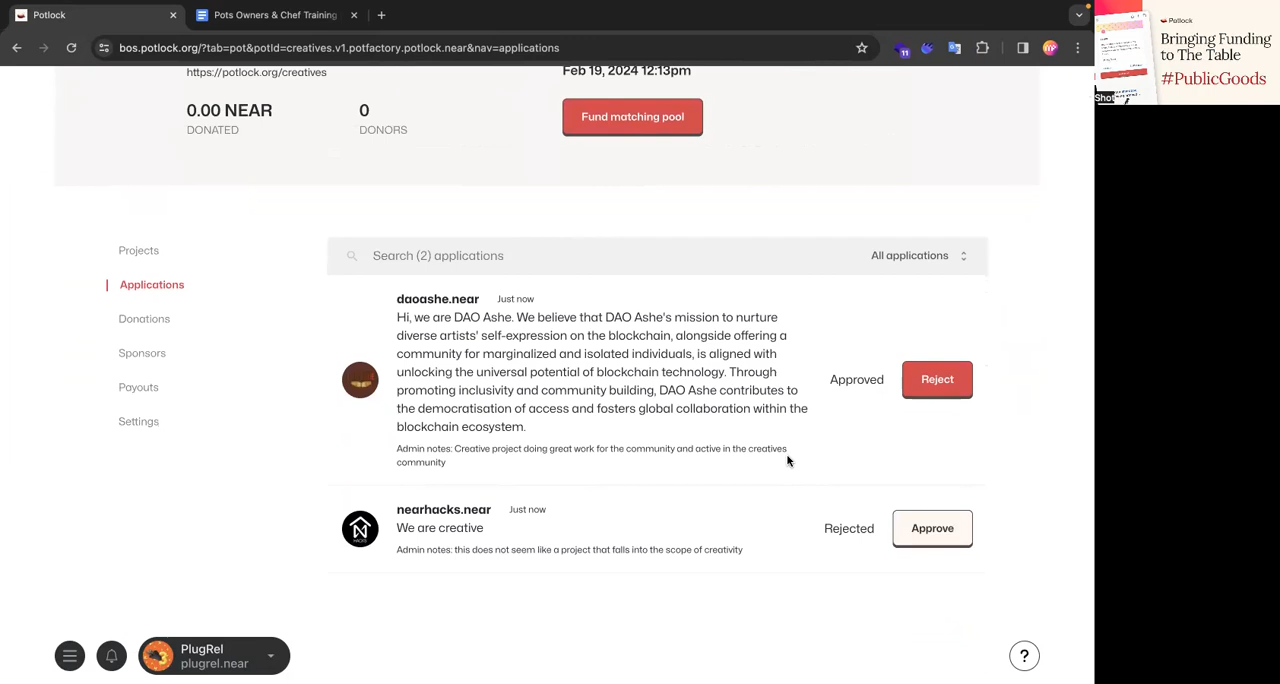 Potlock
Pots Owners & Chef Training
bos.potlock.org/?tab=pot&potId=creatives.v1.potfactory.potlock.near&nav=applications
11
Potlock
Bringing Funding
to The Table
#PublicGoods
Shot
https://potlock.org/creatives
Feb 19, 2024 12:13pm
0.00 NEAR
DONATED
0
DONORS
Fund matching pool
Projects
Applications
Donations
Sponsors
Payouts
Settings
Search (2) applications
All applications
daoashe.near Just now
Hi, we are DAO Ashe. We believe that DAO Ashe's mission to nurture
diverse artists' self-expression on the blockchain, alongside offering a
community for marginalized and isolated individuals, is aligned with
unlocking the universal potential of blockchain technology. Through
promoting inclusivity and community building, DAO Ashe contributes to
the democratisation of access and fosters global collaboration within the
blockchain ecosystem.
Admin notes: Creative project doing great work for the community and active in the creatives
community
Approved
Reject
nearhacks.near Just now
We are creative
Admin notes: this does not seem like a project that falls into the scope of creativity
Rejected
Approve
HACKS
PlugRel
plugrel.near
?